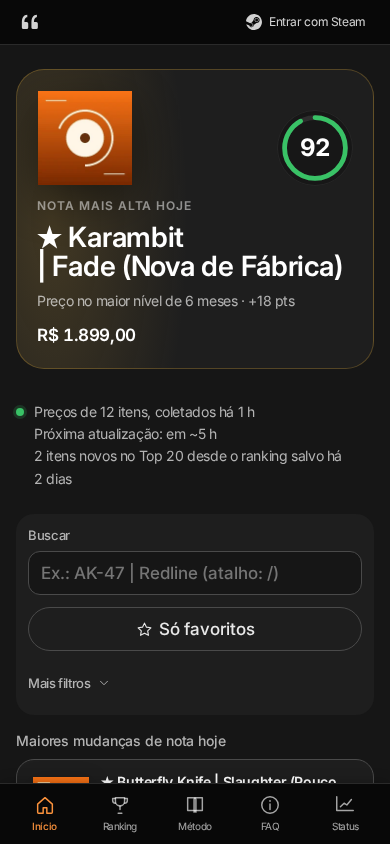 Entrar com Steam
92
NOTA MAIS ALTA HOJE
★ Karambit
| Fade (Nova de Fábrica)
Preço no maior nível de 6 meses · +18 pts
R$ 1.899,00
Preços de 12 itens, coletados há 1 h
Próxima atualização: em ~5 h
2 itens novos no Top 20 desde o ranking salvo há
2 dias
Buscar
Ex.: AK-47 | Redline (atalho: /)
Só favoritos
Mais filtros
Maiores mudanças de nota hoje
★ Butterfly Knife | Slaughter (Pouco
Início
Ranking
Método
FAQ
Status